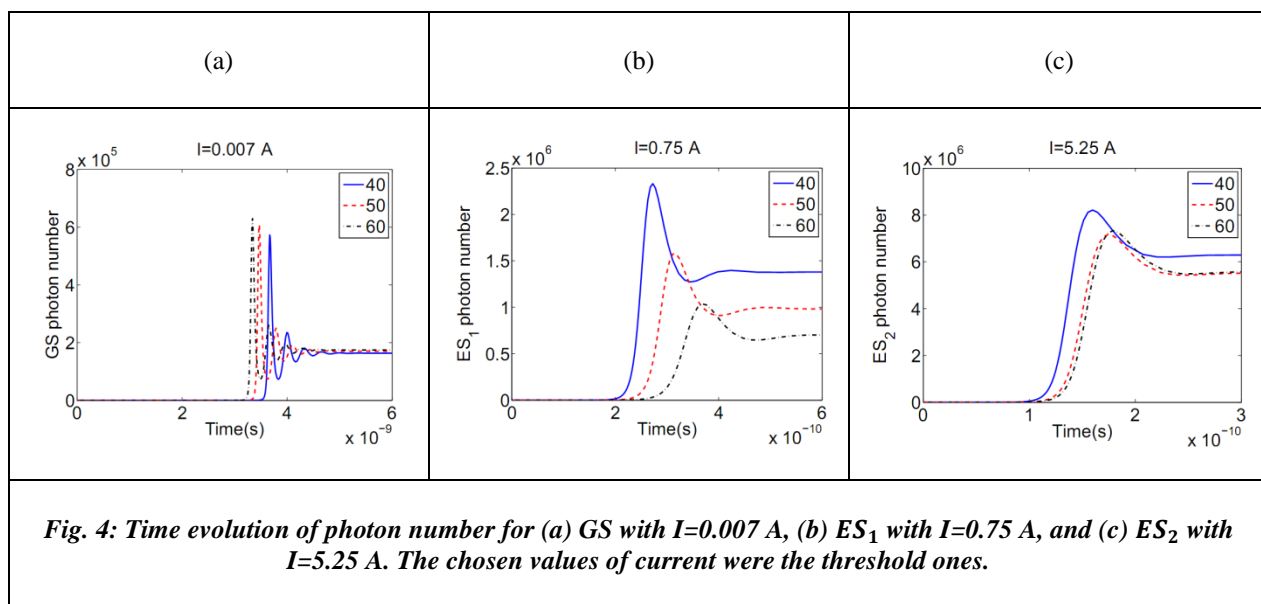 (a)
(b)
(c)
I=0.007 A
8
x 10^5
6
4
2
0
GS photon number
40
50
60
0
2
4
6
Time(s)
x 10^-9
I=0.75 A
2.5
x 10^6
2
1.5
1
0.5
0
ES_1 photon number
40
50
60
0
2
4
6
Time(s)
x 10^-10
I=5.25 A
10
x 10^6
8
6
4
2
0
ES_2 photon number
40
50
60
0
1
2
3
Time(s)
x 10^-10
Fig. 4: Time evolution of photon number for (a) GS with I=0.007 A, (b) ES₁ with I=0.75 A, and (c) ES₂ with
I=5.25 A. The chosen values of current were the threshold ones.